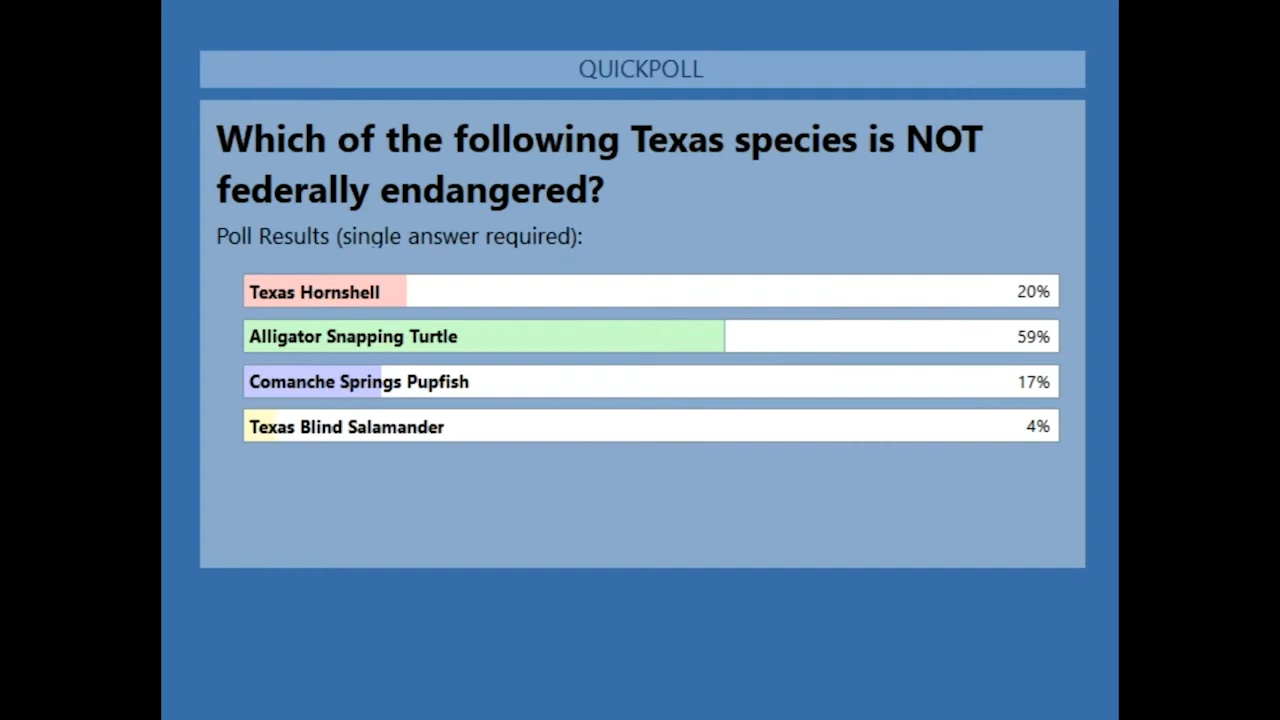 QUICKPOLL
Which of the following Texas species is NOT
federally endangered?
Poll Results (single answer required):
Texas Hornshell 20%
Alligator Snapping Turtle 59%
Comanche Springs Pupfish 17%
Texas Blind Salamander 4%